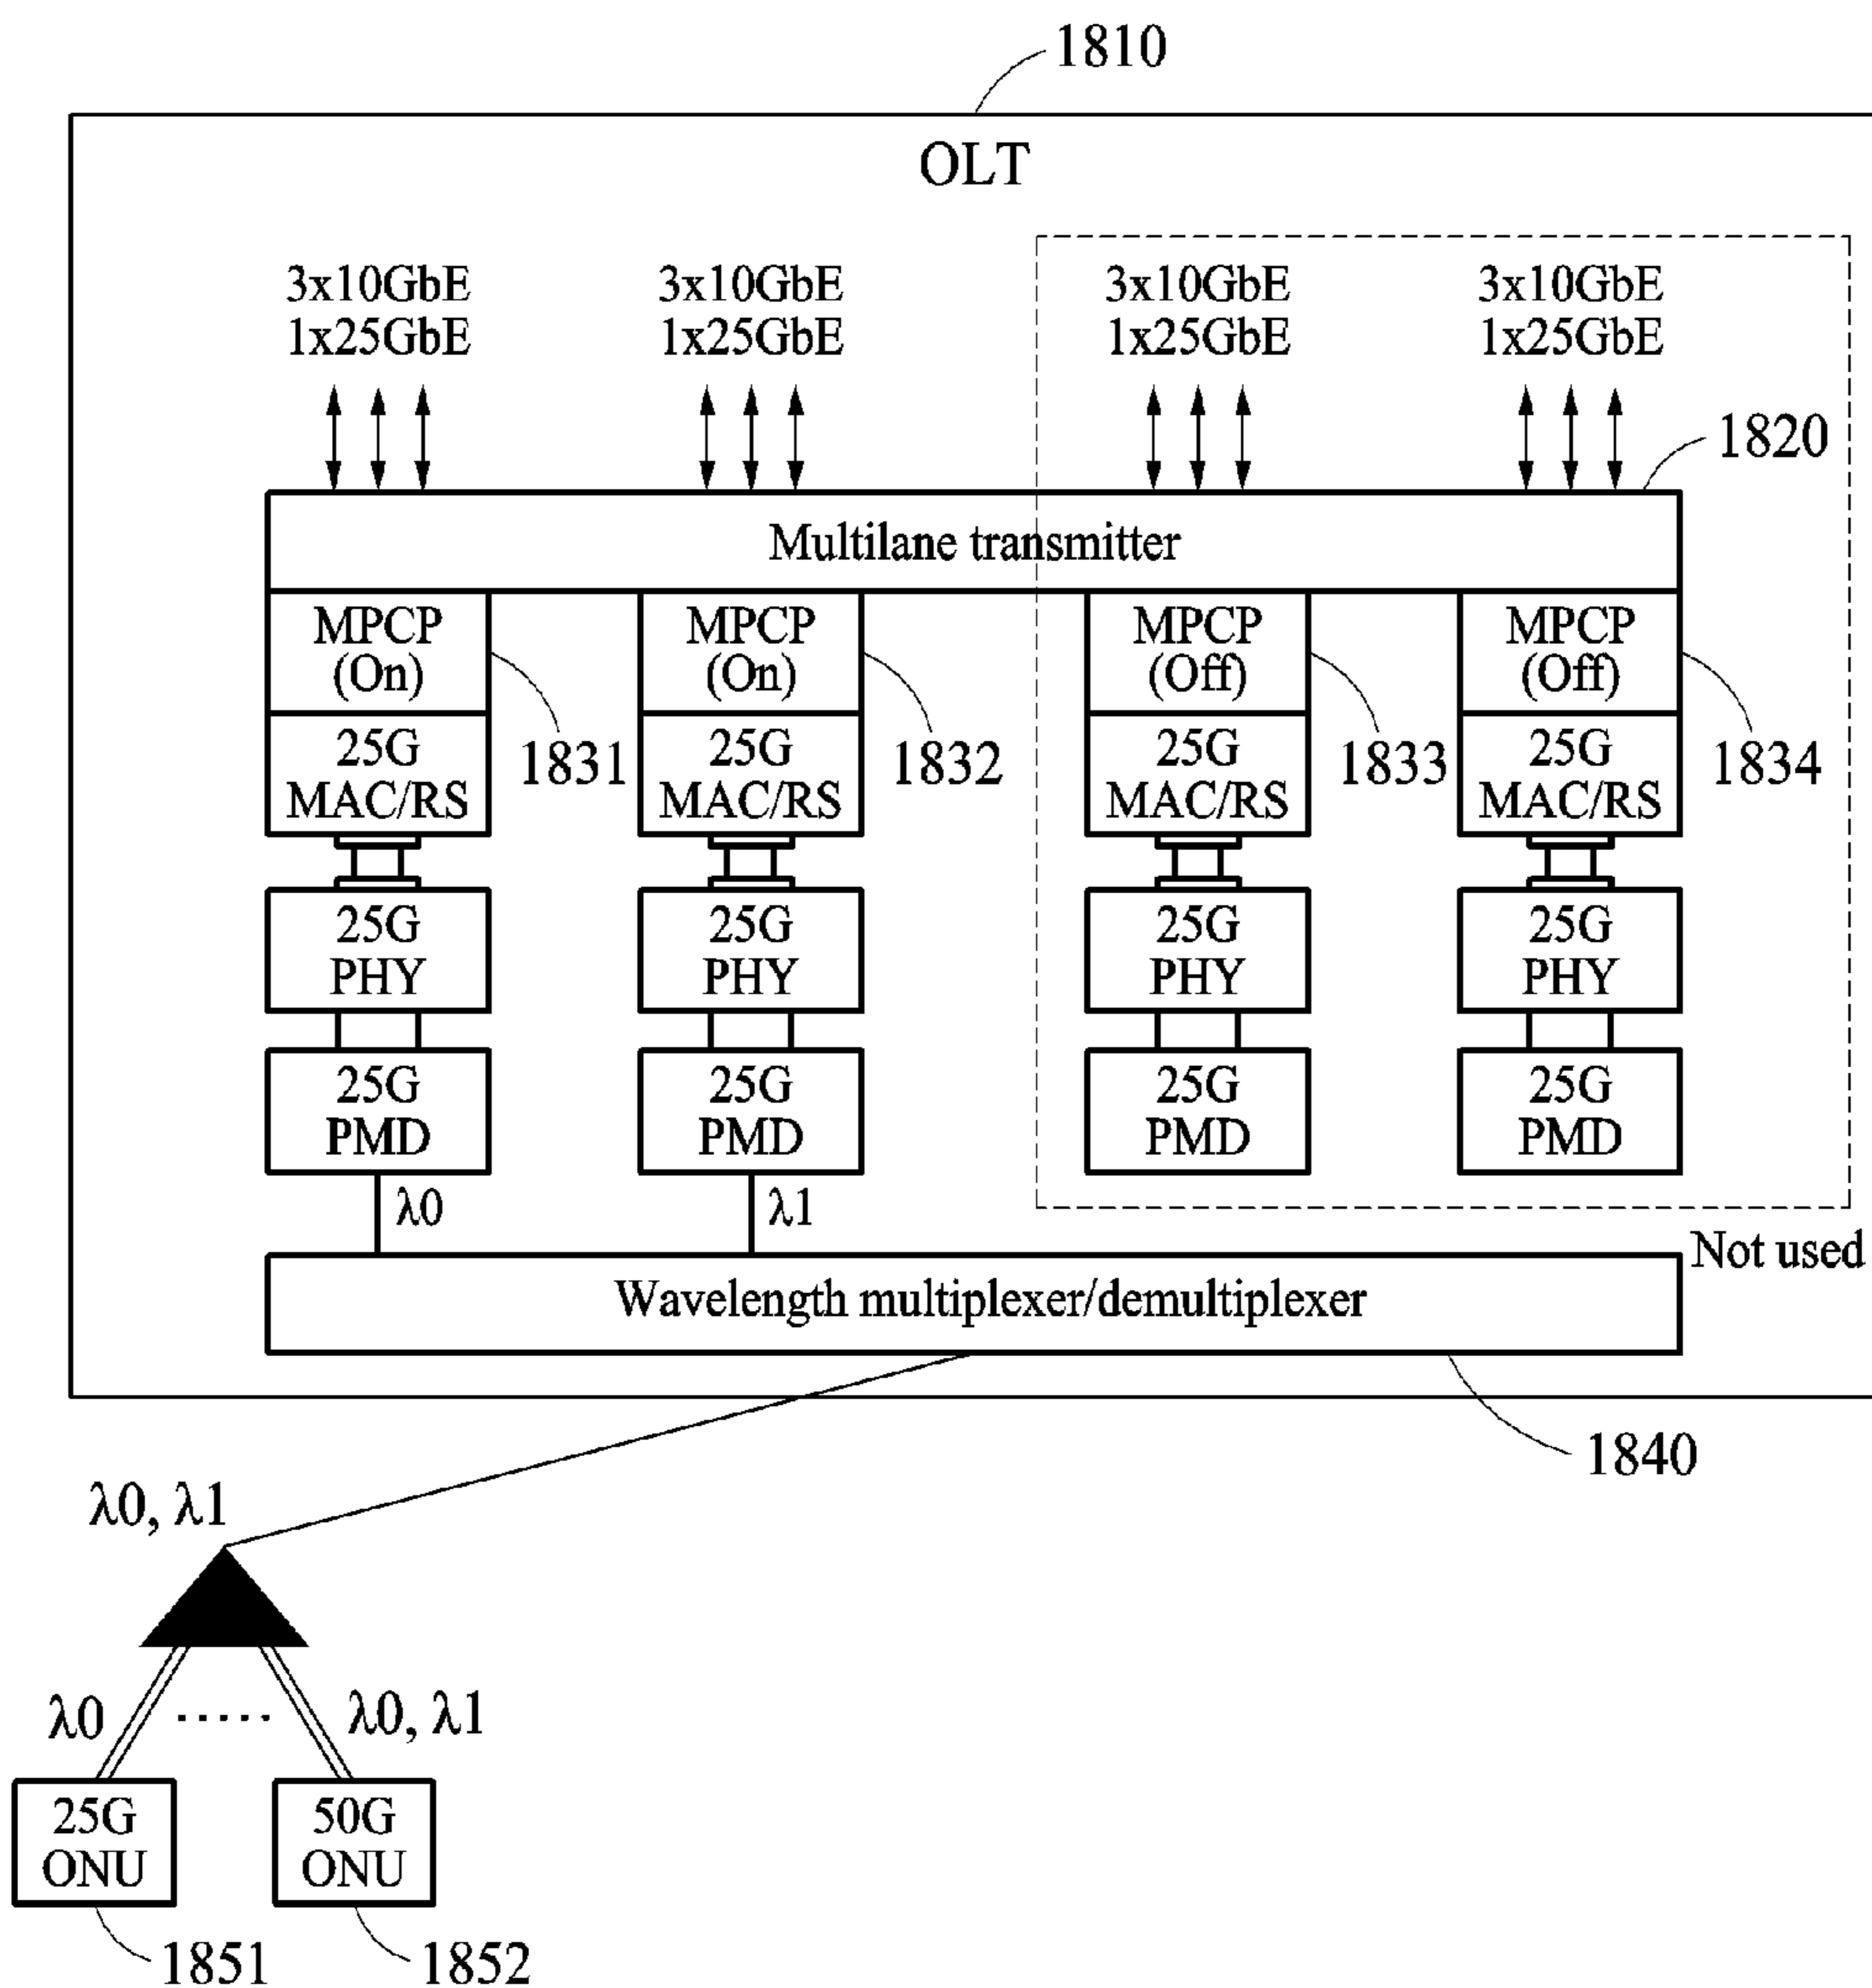 1810
OLT
3x10GbE 3x10GbE 3x10GbE 3x10GbE
1x25GbE 1x25GbE 1x25GbE 1x25GbE
1820
Multilane transmitter
MPCP MPCP MPCP MPCP
(On) (On) (Off) (Off)
25G 1831 25G 1832 25G 1833 25G 1834
MAC/RS MAC/RS MAC/RS MAC/RS
25G 25G 25G 25G
PHY PHY PHY PHY
25G 25G 25G 25G
PMD PMD PMD PMD
λ0 λ1
Not used
Wavelength multiplexer/demultiplexer
1840
λ0, λ1
λ0 ..... λ0, λ1
25G 50G
ONU ONU
1851 1852